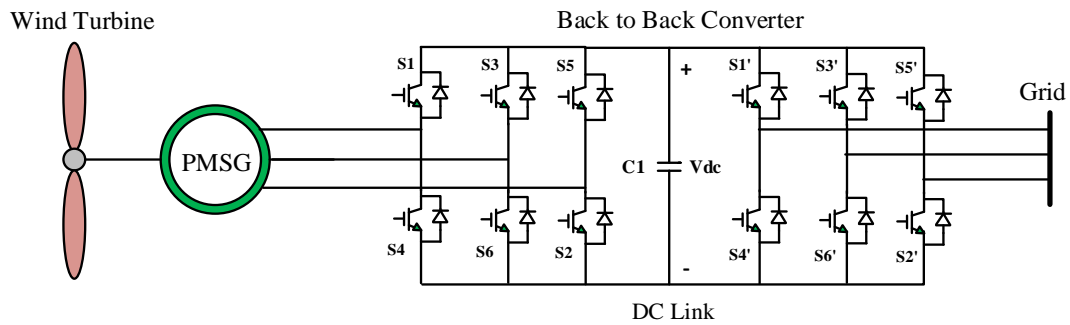 Wind Turbine
Back to Back Converter
S1
S3
S5
S1'
S3'
S5'
+
Grid
PMSG
C1
Vdc
S4
S6
S2
S4'
S6'
S2'
-
DC Link